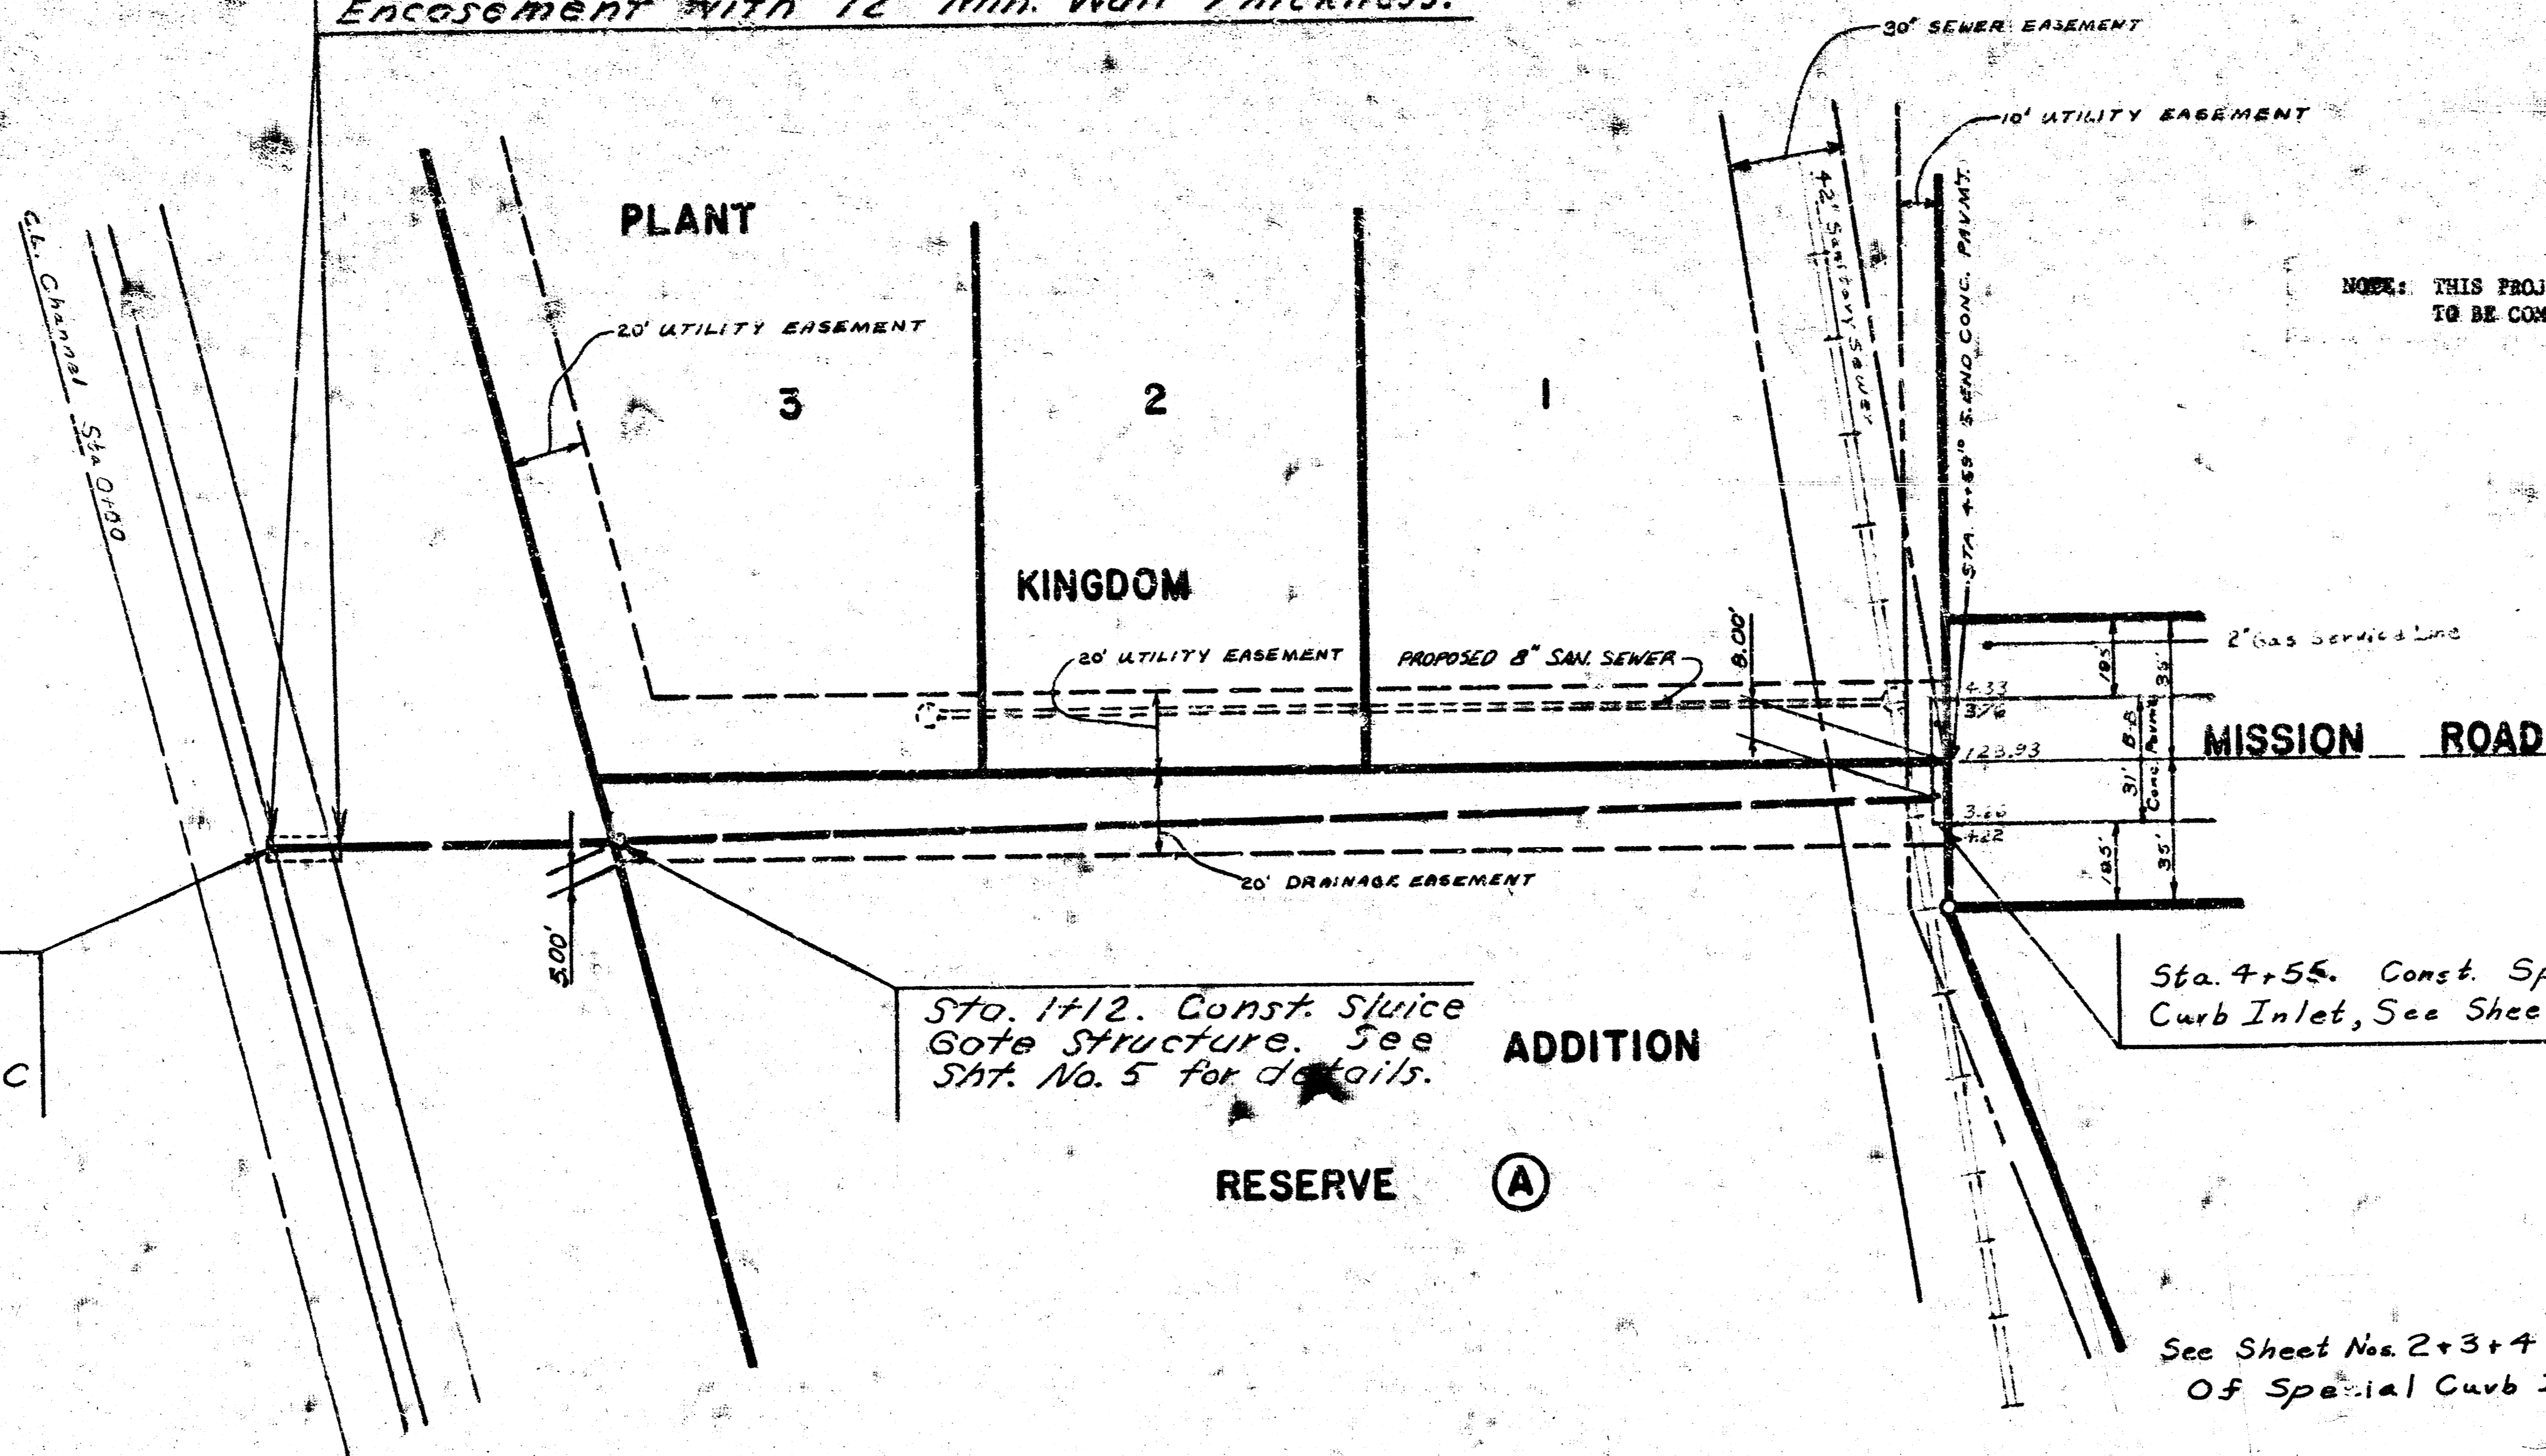 Encasement with 12" Min. Wall Thickness.
30' SEWER EASEMENT
10' UTILITY EASEMENT
PLANT
42" Sanitary Sewer
STA. 4+59 S. END CONC. PAVMT.
C.L. Channel Sta 0+00
NOTE: THIS PROJ
TO BE COM
20' UTILITY EASEMENT
3
2
1
KINGDOM
8.00'
2" Gas Service Line
20' UTILITY EASEMENT
PROPOSED 8" SAN. SEWER
4.33
3.76
123.93
19.5'
35'
31' B-B
Conc. Pavmt.
MISSION ROAD
3.66
4.22
19.5'
35'
20' DRAINAGE EASEMENT
5.00'
Sta. 1+12. Const. Sluice
Gate Structure. See
Sht. No. 5 for details.
ADDITION
Sta. 4+55. Const. Sp
Curb Inlet, See Shee
C
RESERVE A
See Sheet Nos. 2+3+4
Of Special Curb